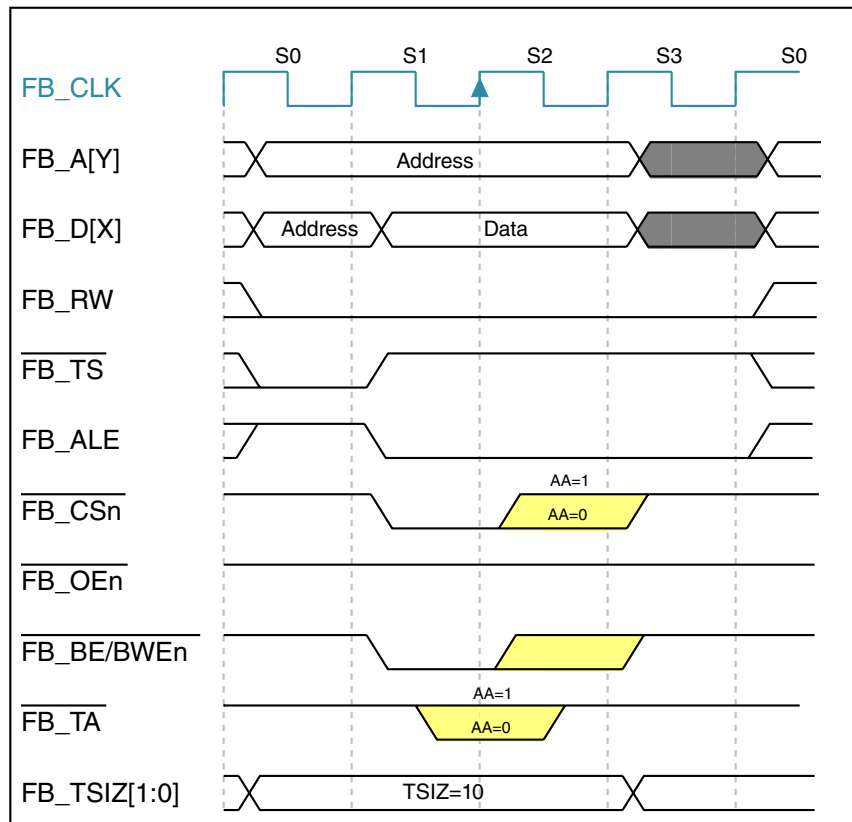 S0 S1 S2 S3 S0
FB_CLK
FB_A[Y] Address
FB_D[X] Address Data
FB_RW
FB_TS
FB_ALE
AA=1
FB_CSn AA=0
FB_OEn
FB_BE/BWEn
AA=1
FB_TA AA=0
FB_TSIZ[1:0] TSIZ=10